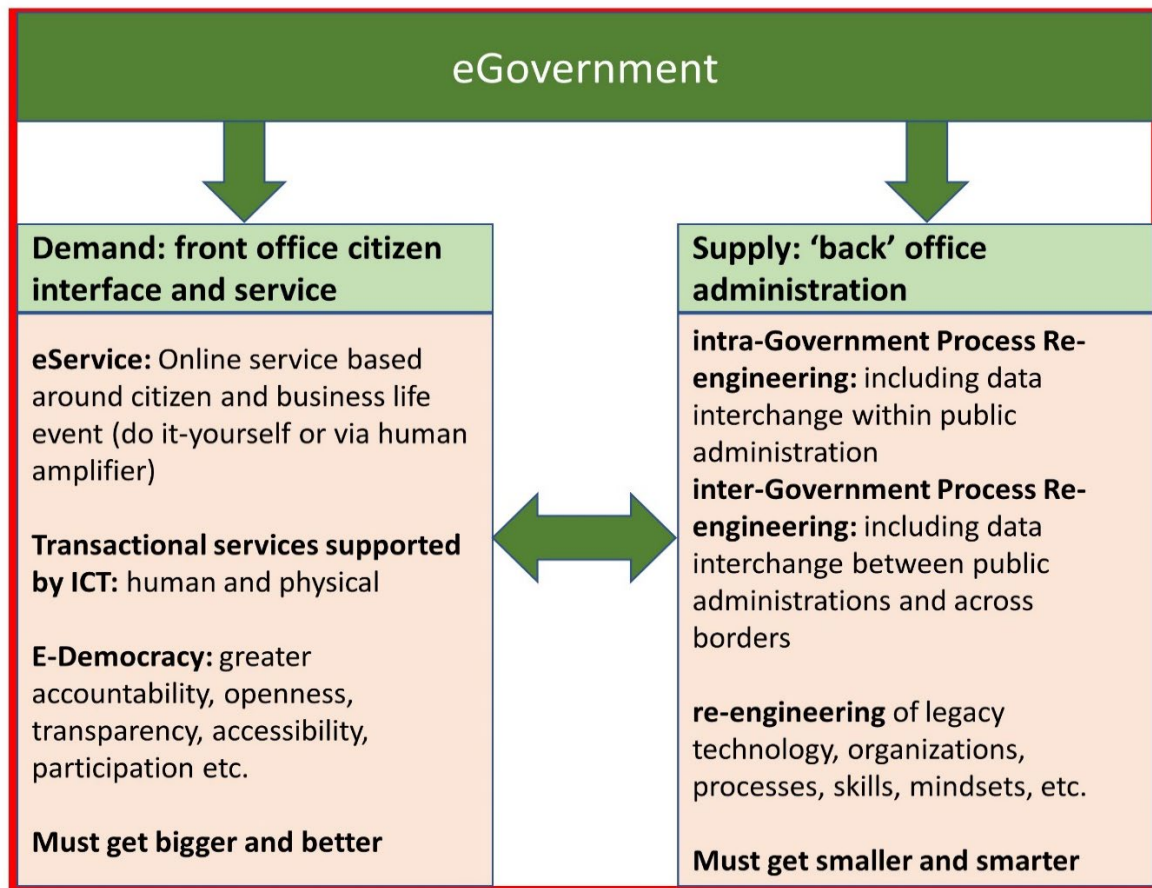 eGovernment
Demand: front office citizen
interface and service
eService: Online service based
around citizen and business life
event (do it-yourself or via human
amplifier)
Transactional services supported
by ICT: human and physical
E-Democracy: greater
accountability, openness,
transparency, accessibility,
participation etc.
Must get bigger and better
Supply: ‘back’ office
administration
intra-Government Process Re-
engineering: including data
interchange within public
administration
inter-Government Process Re-
engineering: including data
interchange between public
administrations and across
borders
re-engineering of legacy
technology, organizations,
processes, skills, mindsets, etc.
Must get smaller and smarter